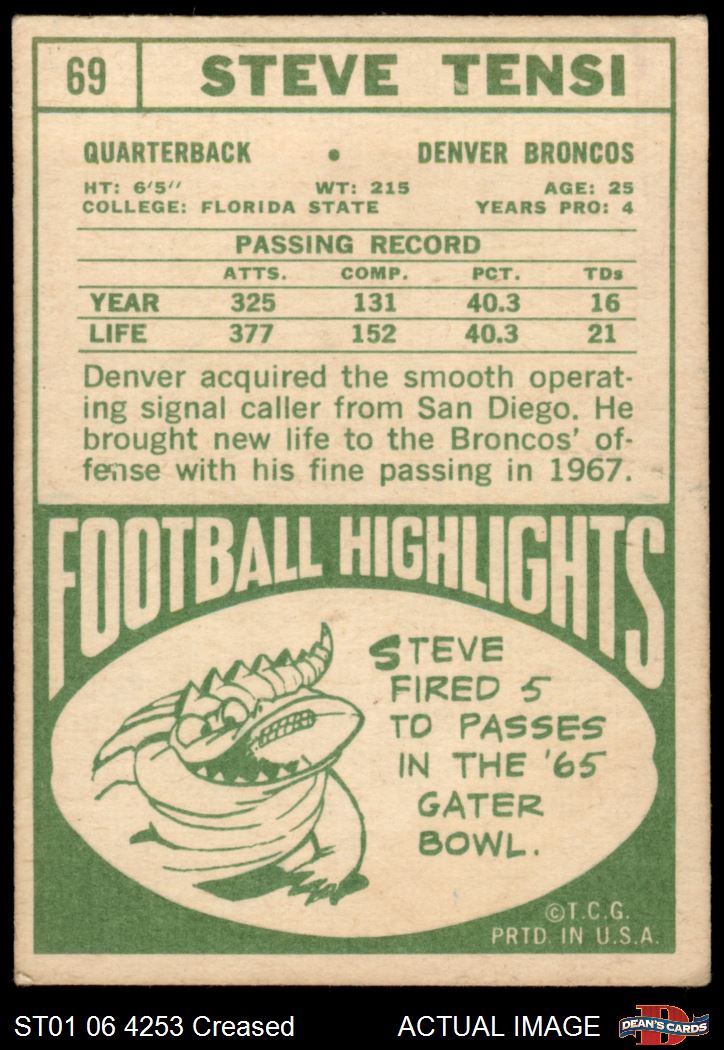 69 STEVE TENSI
QUARTERBACK • DENVER BRONCOS
HT: 6'5" WT: 215 AGE: 25
COLLEGE: FLORIDA STATE YEARS PRO: 4
PASSING RECORD
ATTS. COMP. PCT. TDs
YEAR 325 131 40.3 16
LIFE 377 152 40.3 21
Denver acquired the smooth operat-
ing signal caller from San Diego. He
brought new life to the Broncos' of-
fense with his fine passing in 1967.
FOOTBALL HIGHLIGHTS
STEVE
FIRED 5
TD PASSES
IN THE '65
GATER
BOWL.
©T.C.G.
PRTD. IN U.S.A.
ST01 06 4253 Creased ACTUAL IMAGE D DEAN'S CARDS